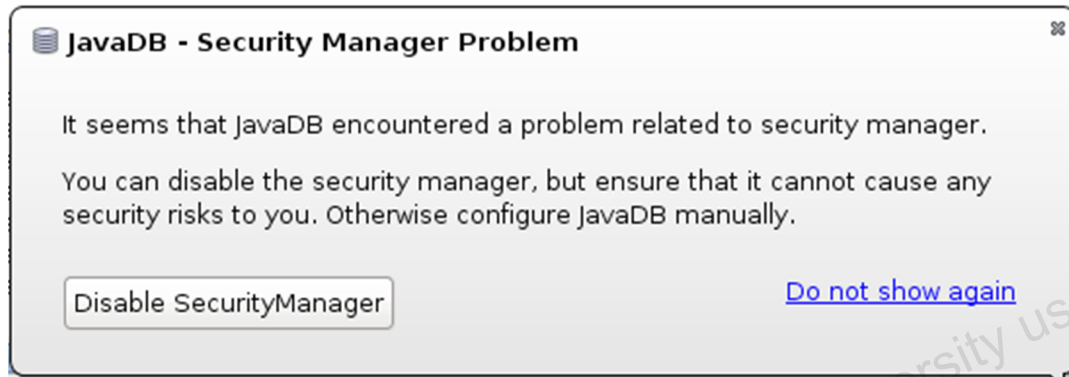 JavaDB - Security Manager Problem
It seems that JavaDB encountered a problem related to security manager.
You can disable the security manager, but ensure that it cannot cause any
security risks to you. Otherwise configure JavaDB manually.
Disable SecurityManager
Do not show again